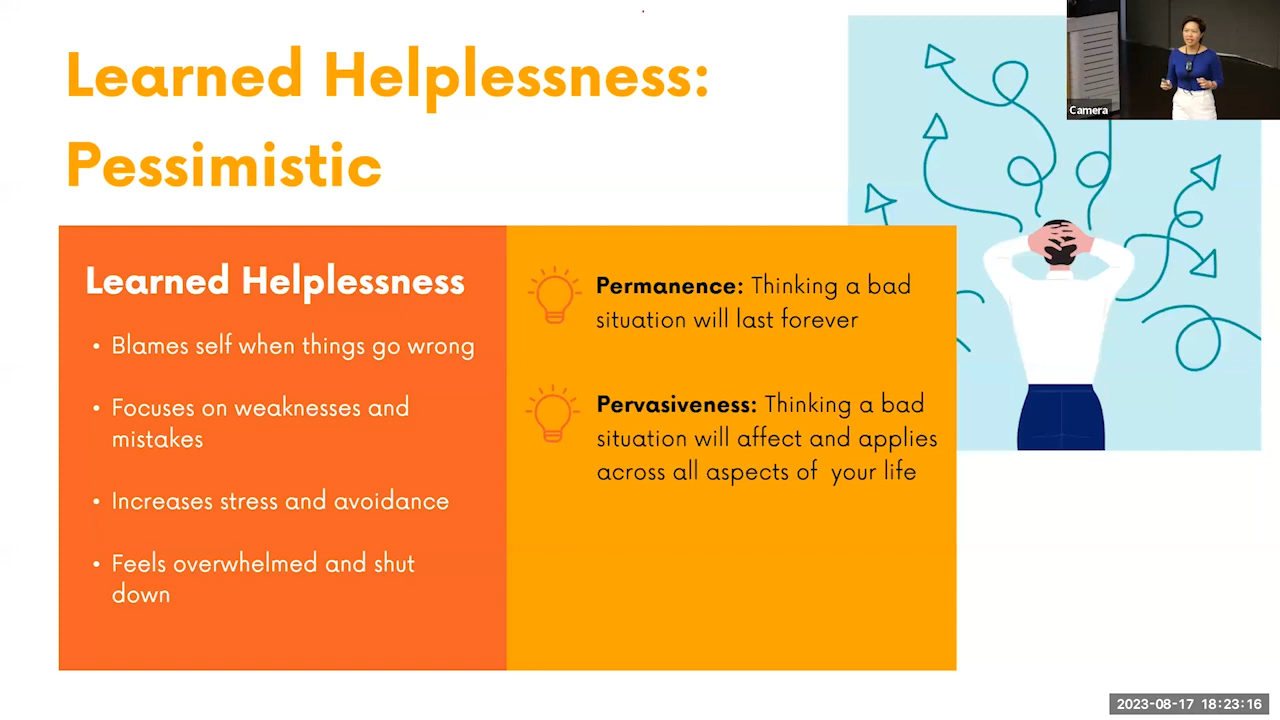 Learned Helplessness:
Pessimistic
Camera
Learned Helplessness
• Blames self when things go wrong
• Focuses on weaknesses and
mistakes
• Increases stress and avoidance
• Feels overwhelmed and shut
down
Permanence: Thinking a bad
situation will last forever
Pervasiveness: Thinking a bad
situation will affect and applies
across all aspects of your life
2023-08-17 18:23:16